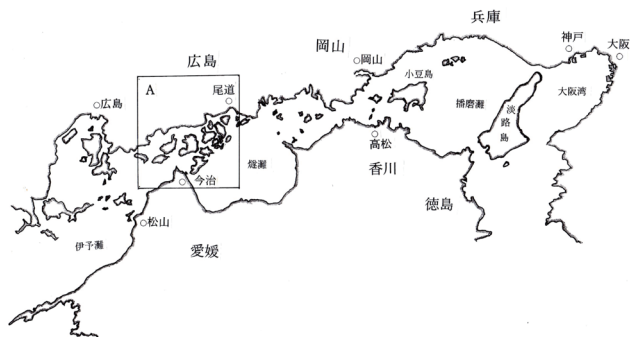 兵庫
神戸
大阪
岡山
岡山
広島
小豆島
播磨灘
大阪湾
淡路島
A
尾道
広島
高松
香川
燧灘
今治
徳島
松山
愛媛
伊予灘